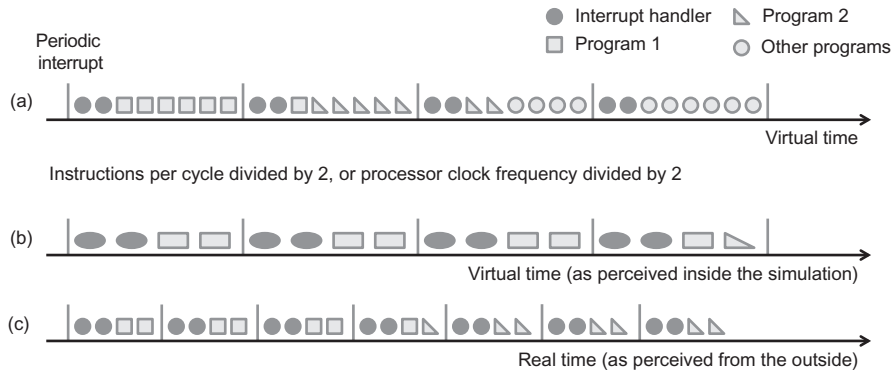 Interrupt handler
Program 2
Program 1
Other programs
Periodic
interrupt
(a)
Virtual time
Instructions per cycle divided by 2, or processor clock frequency divided by 2
(b)
Virtual time (as perceived inside the simulation)
(c)
Real time (as perceived from the outside)